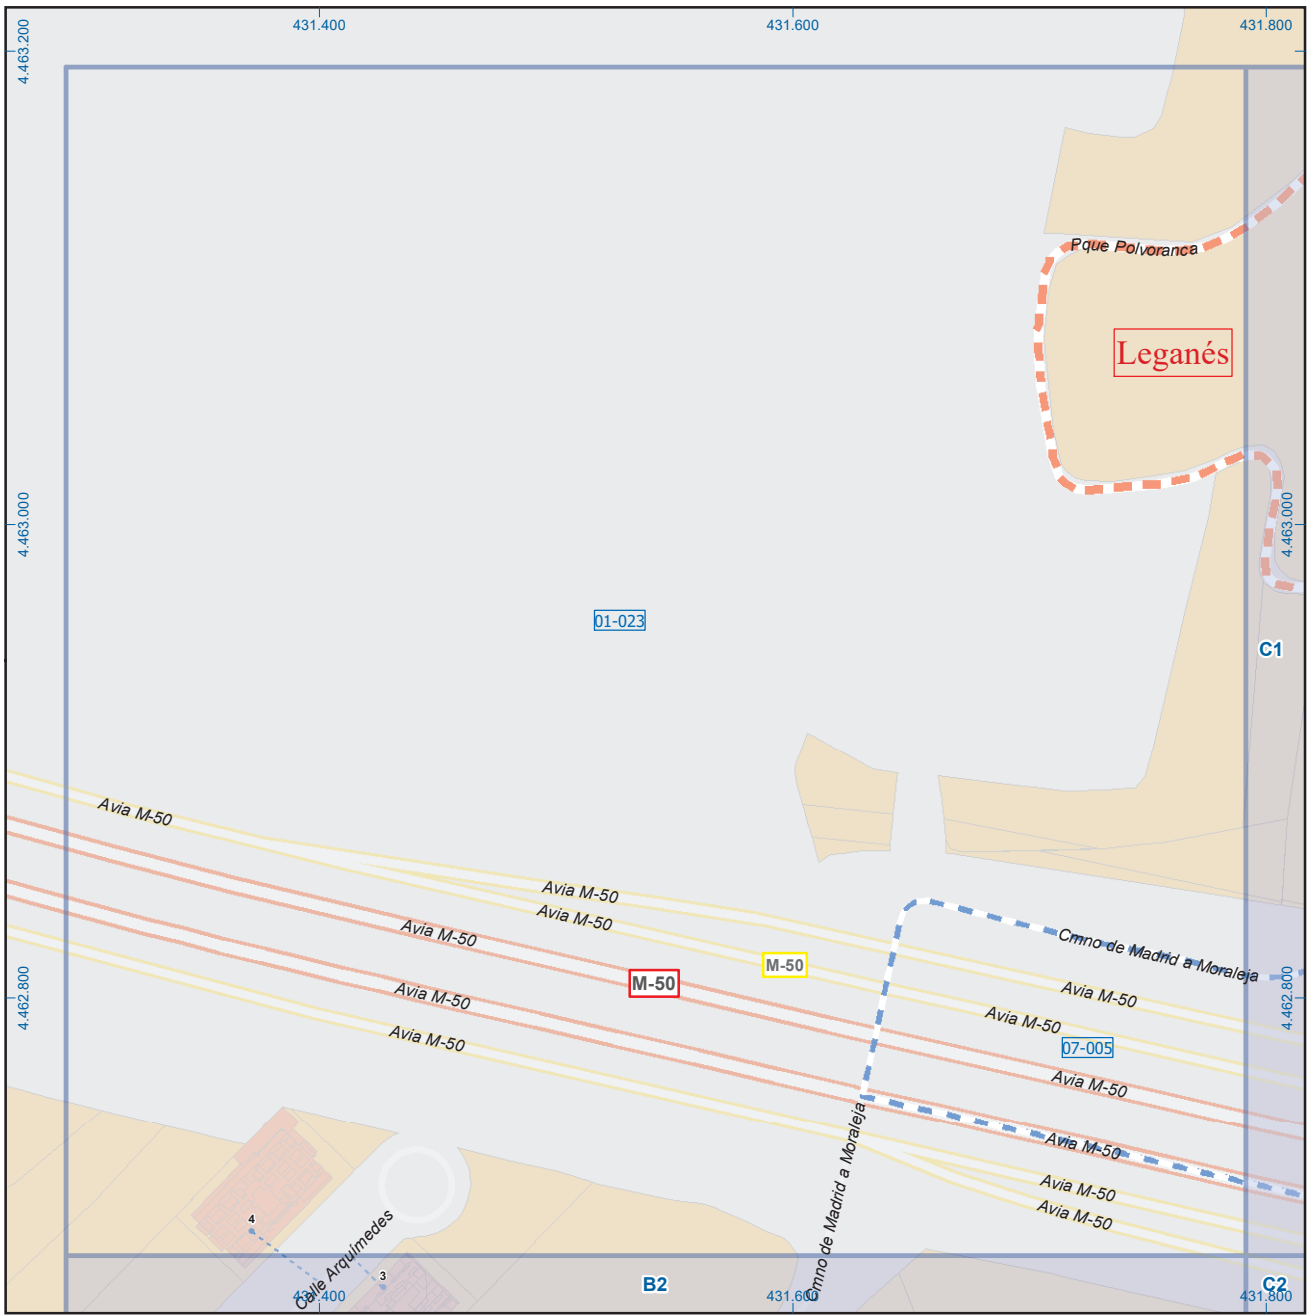 431.400
431.600
431.800
4.463.200
Pque Polvoranca
Leganés
4.463.000
4.463.000
01-023
C1
Avia M-50
Avia M-50
Avia M-50
Avia M-50
Cmno de Madrid a Moraleja
M-50
M-50
Avia M-50
Avia M-50
4.462.800
4.462.800
Avia M-50
Avia M-50
07-005
Avia M-50
Avia M-50
Cmno de Madrid a Moraleja
Avia M-50
Avia M-50
4
Calle Arquímedes
3
B2
C2
431.400
431.600
431.800